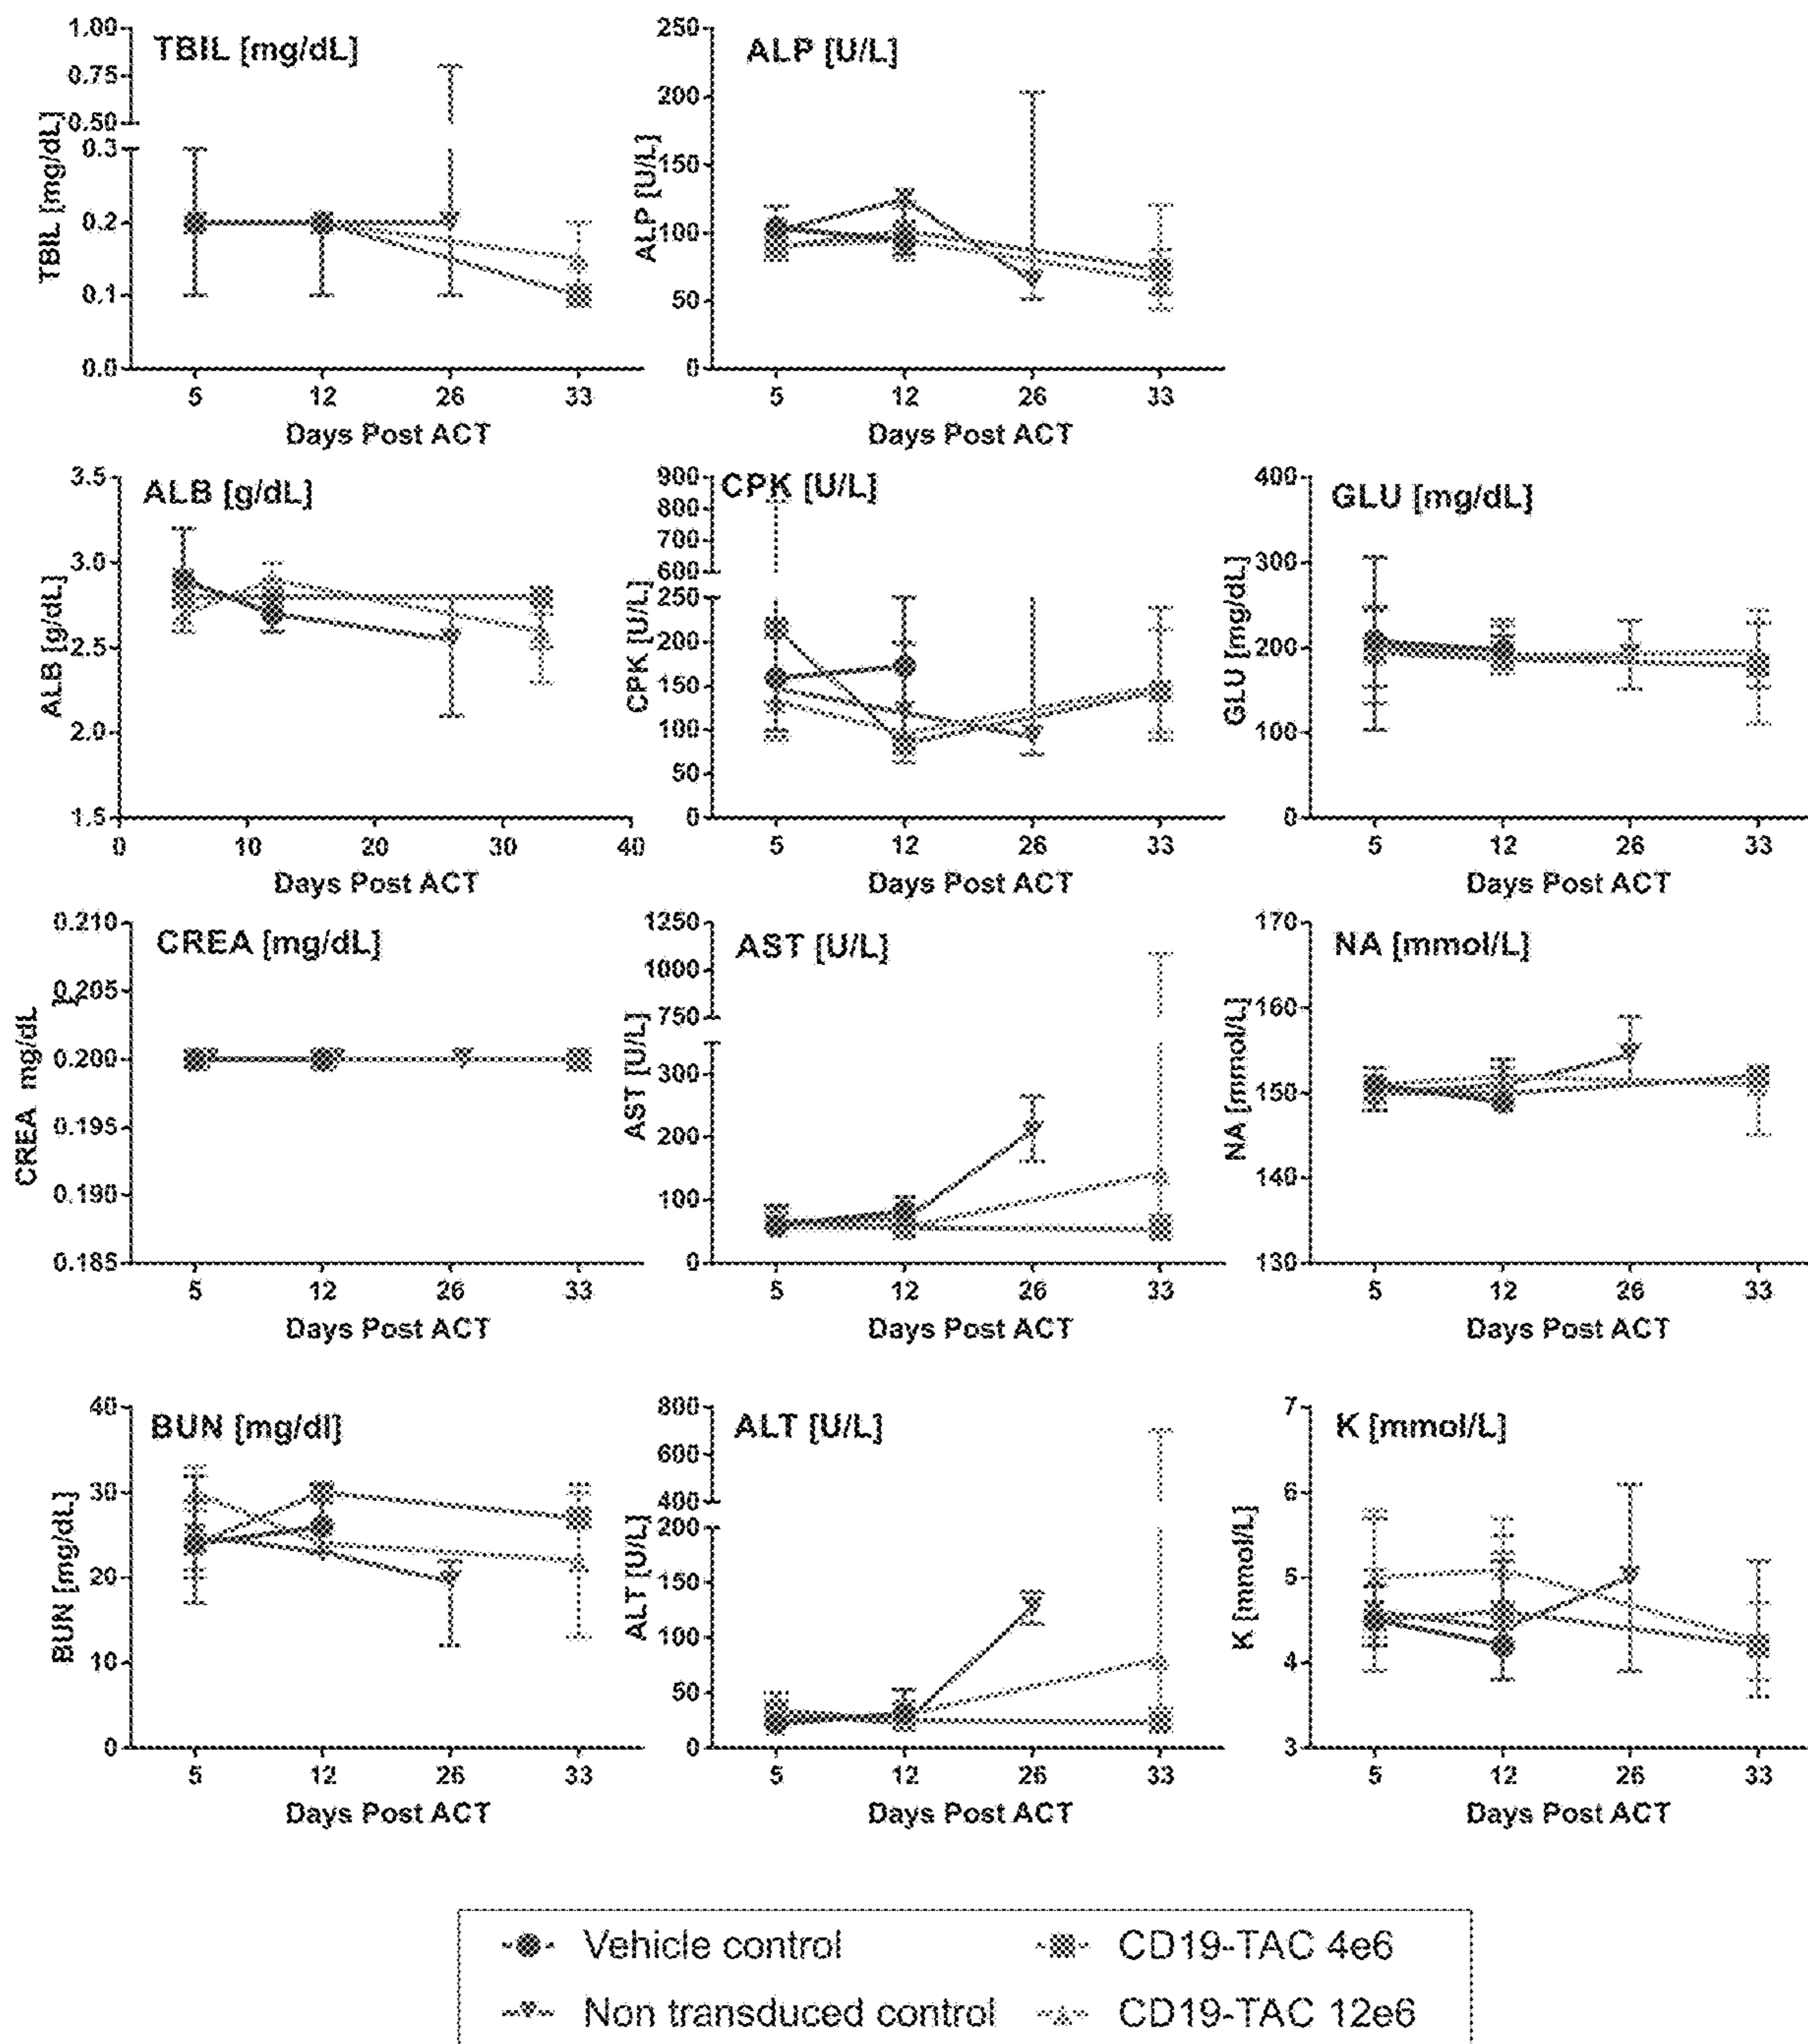 TBIL [mg/dL]
TBIL [mg/dL]
1.00
0.75
0.50
0.3
0.2
0.1
0.0
5 12 26 33
Days Post ACT
ALP [U/L]
ALP [U/L]
250
200
150
100
50
0
5 12 26 33
Days Post ACT
ALB [g/dL]
ALB [g/dL]
3.5
3.0
2.5
2.0
1.5
0 10 20 30 40
Days Post ACT
CPK [U/L]
CPK [U/L]
900
800
700
600
250
200
150
100
50
0
5 12 26 33
Days Post ACT
GLU [mg/dL]
GLU [mg/dL]
400
300
200
100
0
5 12 26 33
Days Post ACT
CREA [mg/dL]
CREA mg/dL
0.210
0.205
0.200
0.195
0.190
0.185
5 12 26 33
Days Post ACT
AST [U/L]
AST [U/L]
1250
1000
750
300
200
100
0
5 12 26 33
Days Post ACT
NA [mmol/L]
NA [mmol/L]
170
160
150
140
130
5 12 26 33
Days Post ACT
BUN [mg/dl]
BUN [mg/dL]
40
30
20
10
0
5 12 26 33
Days Post ACT
ALT [U/L]
ALT [U/L]
800
600
400
200
150
100
50
0
5 12 26 33
Days Post ACT
K [mmol/L]
K [mmol/L]
7
6
5
4
3
5 12 26 33
Days Post ACT
Vehicle control CD19-TAC 4e6
Non transduced control CD19-TAC 12e6